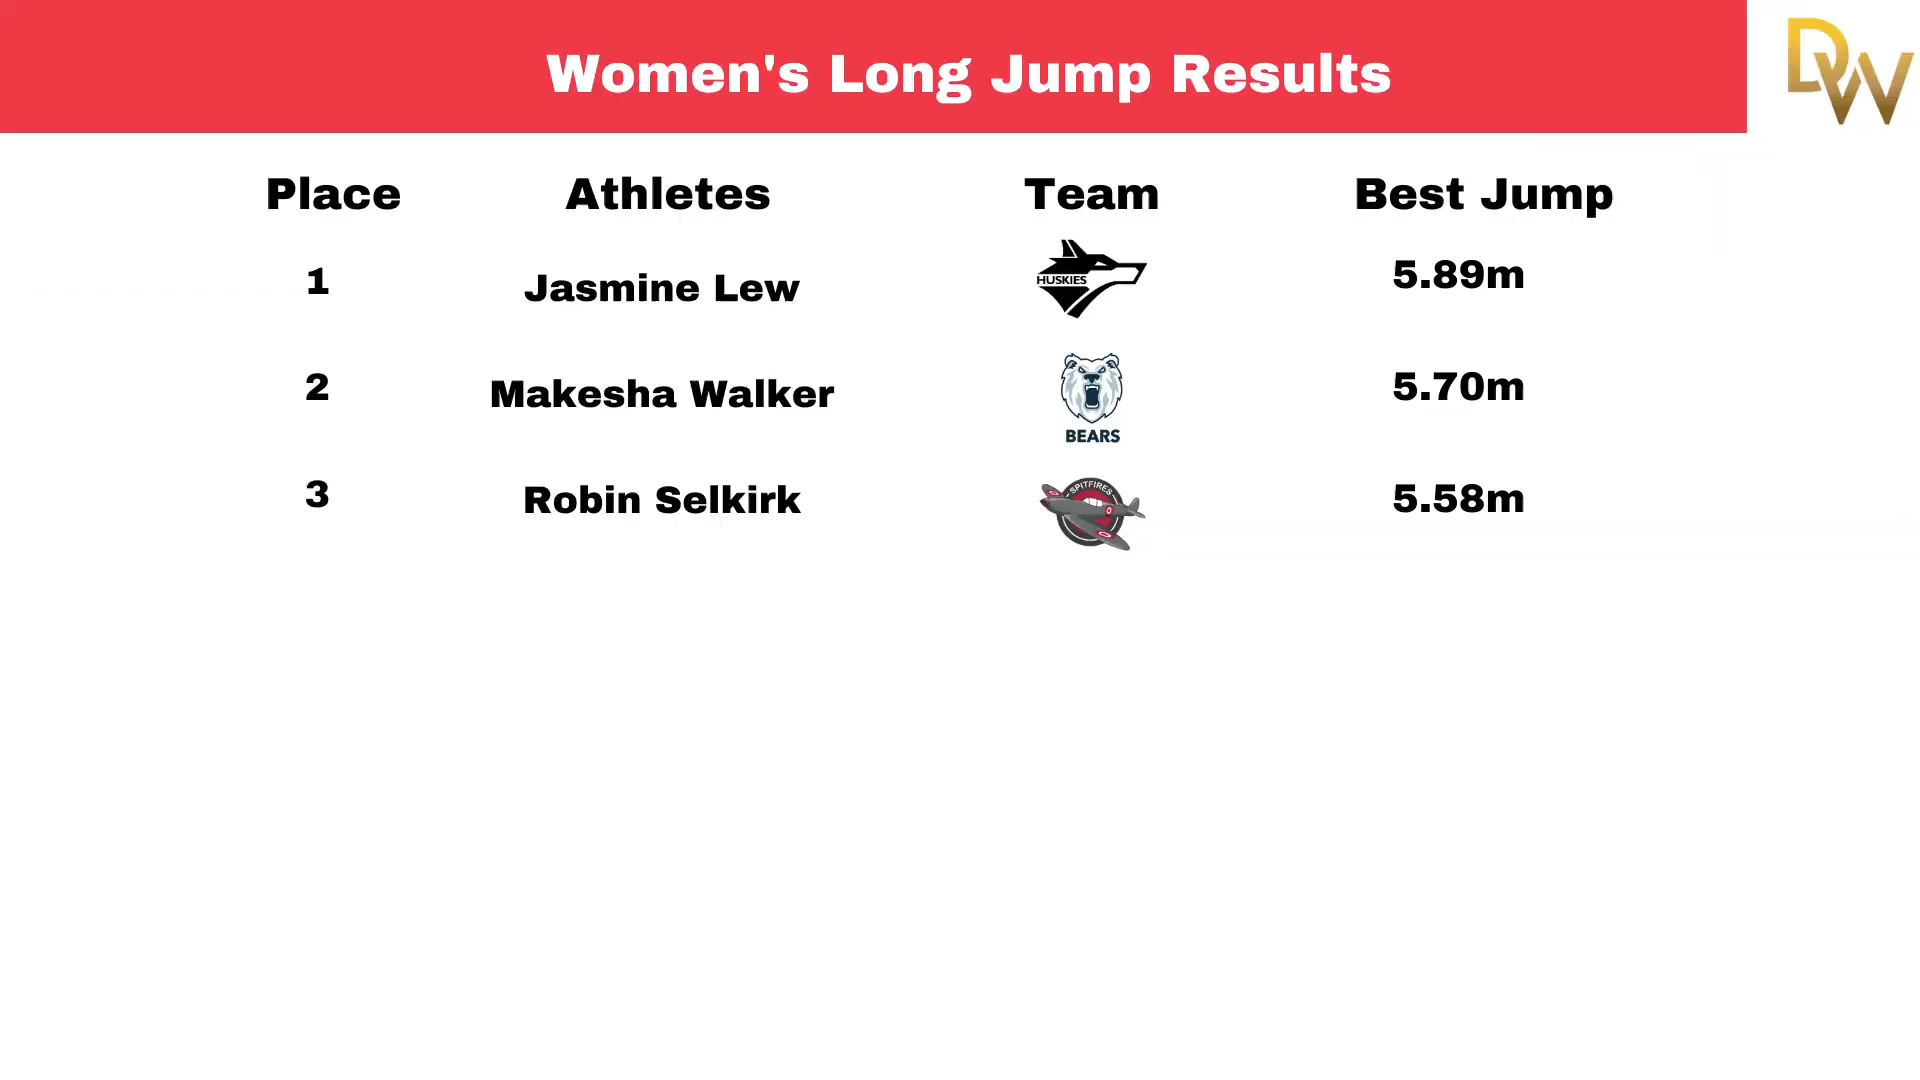 Women's Long Jump Results
DW
Place Athletes Team Best Jump
1 Jasmine Lew HUSKIES 5.89m
2 Makesha Walker BEARS 5.70m
3 Robin Selkirk SPITFIRES 5.58m